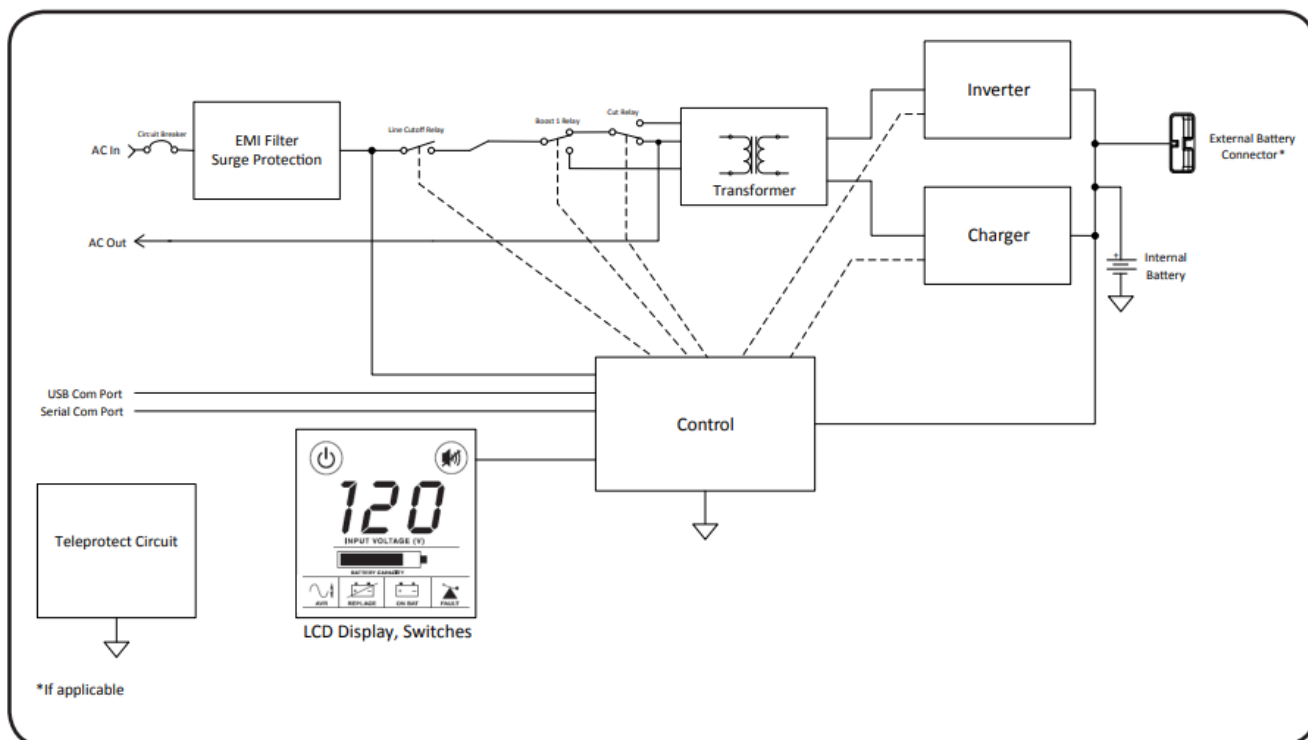 Inverter
Circuit Breaker
EMI Filter
Surge Protection
Line Cutoff Relay
Boost 1 Relay
Cut Relay
AC In
Transformer
External Battery
Connector*
AC Out
Charger
Internal
Battery
USB Com Port
Serial Com Port
Control
120
INPUT VOLTAGE (V)
BATTERY CAPACITY
AVR
REPLACE
ON BAT
FAULT
LCD Display, Switches
Teleprotect Circuit
*If applicable